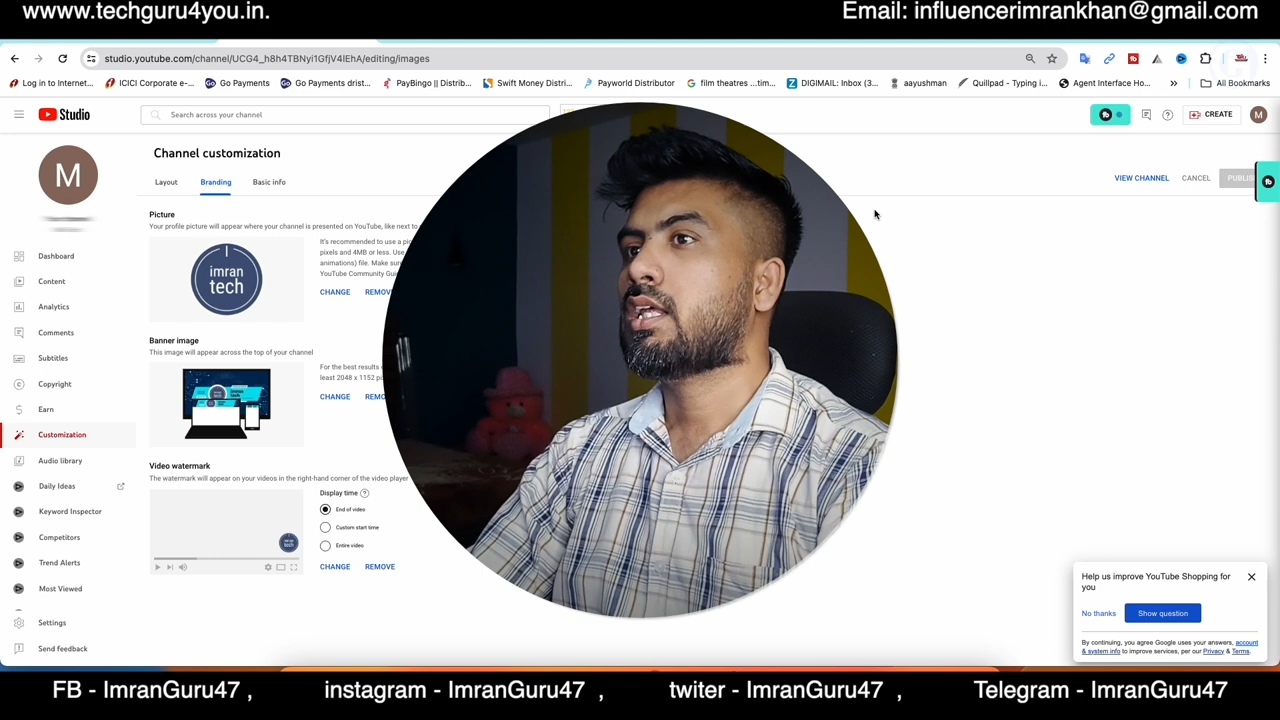 www.techguru4you.in.
Email: influencerimrankhan@gmail.com
studio.youtube.com/channel/UCG4_h8h4TBNyi1GfjV4IEhA/editing/images
Log in to Internet...
ICICI Corporate e-...
Go Payments
Go Payments drist...
PayBingo || Distrib...
Swift Money Distri...
Payworld Distributor
film theatres ...tim...
DIGIMAIL: Inbox (3...
aayushman
Quillpad - Typing i...
Agent Interface Ho...
»
All Bookmarks
Studio
Search across your channel
CREATE
M
M
Channel customization
Layout
Branding
Basic info
VIEW CHANNEL
CANCEL
Picture
Your profile picture will appear where your channel is presented on YouTube, like next to
imran
tech
It's recommended to use a pic
pixels and 4MB or less. Use
animations) file. Make sure
YouTube Community Gui
CHANGE
REMOV
Banner image
This image will appear across the top of your channel
For the best results
least 2048 x 1152 pi
CHANGE
REMO
Video watermark
The watermark will appear on your videos in the right-hand corner of the video player
Display time
End of video
Custom start time
Entire video
imran
tech
CHANGE
REMOVE
Dashboard
Content
Analytics
Comments
Subtitles
Copyright
Earn
Customization
Audio library
Daily Ideas
Keyword Inspector
Competitors
Trend Alerts
Most Viewed
Settings
Send feedback
Help us improve YouTube Shopping for
you
No thanks
Show question
By continuing, you agree Google uses your answers, account
& system info to improve services, per our Privacy & Terms.
FB - ImranGuru47 ,
instagram - ImranGuru47 ,
twiter - ImranGuru47 ,
Telegram - ImranGuru47